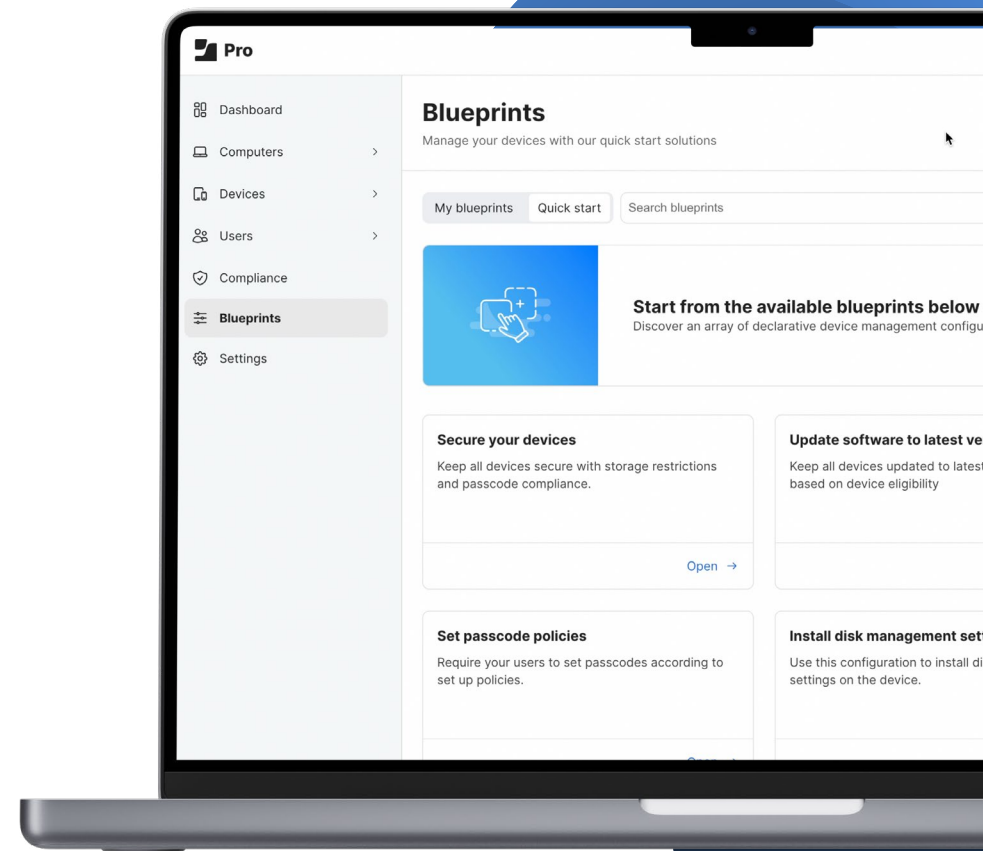 Pro
Dashboard
Computers
Devices
Users
Compliance
Blueprints
Settings
Blueprints
Manage your devices with our quick start solutions
My blueprints
Quick start
Search blueprints
Start from the available blueprints below
Discover an array of declarative device management configu
Secure your devices
Keep all devices secure with storage restrictions
and passcode compliance.
Open
Update software to latest ve
Keep all devices updated to latest
based on device eligibility
Set passcode policies
Require your users to set passcodes according to
set up policies.
Install disk management set
Use this configuration to install di
settings on the device.